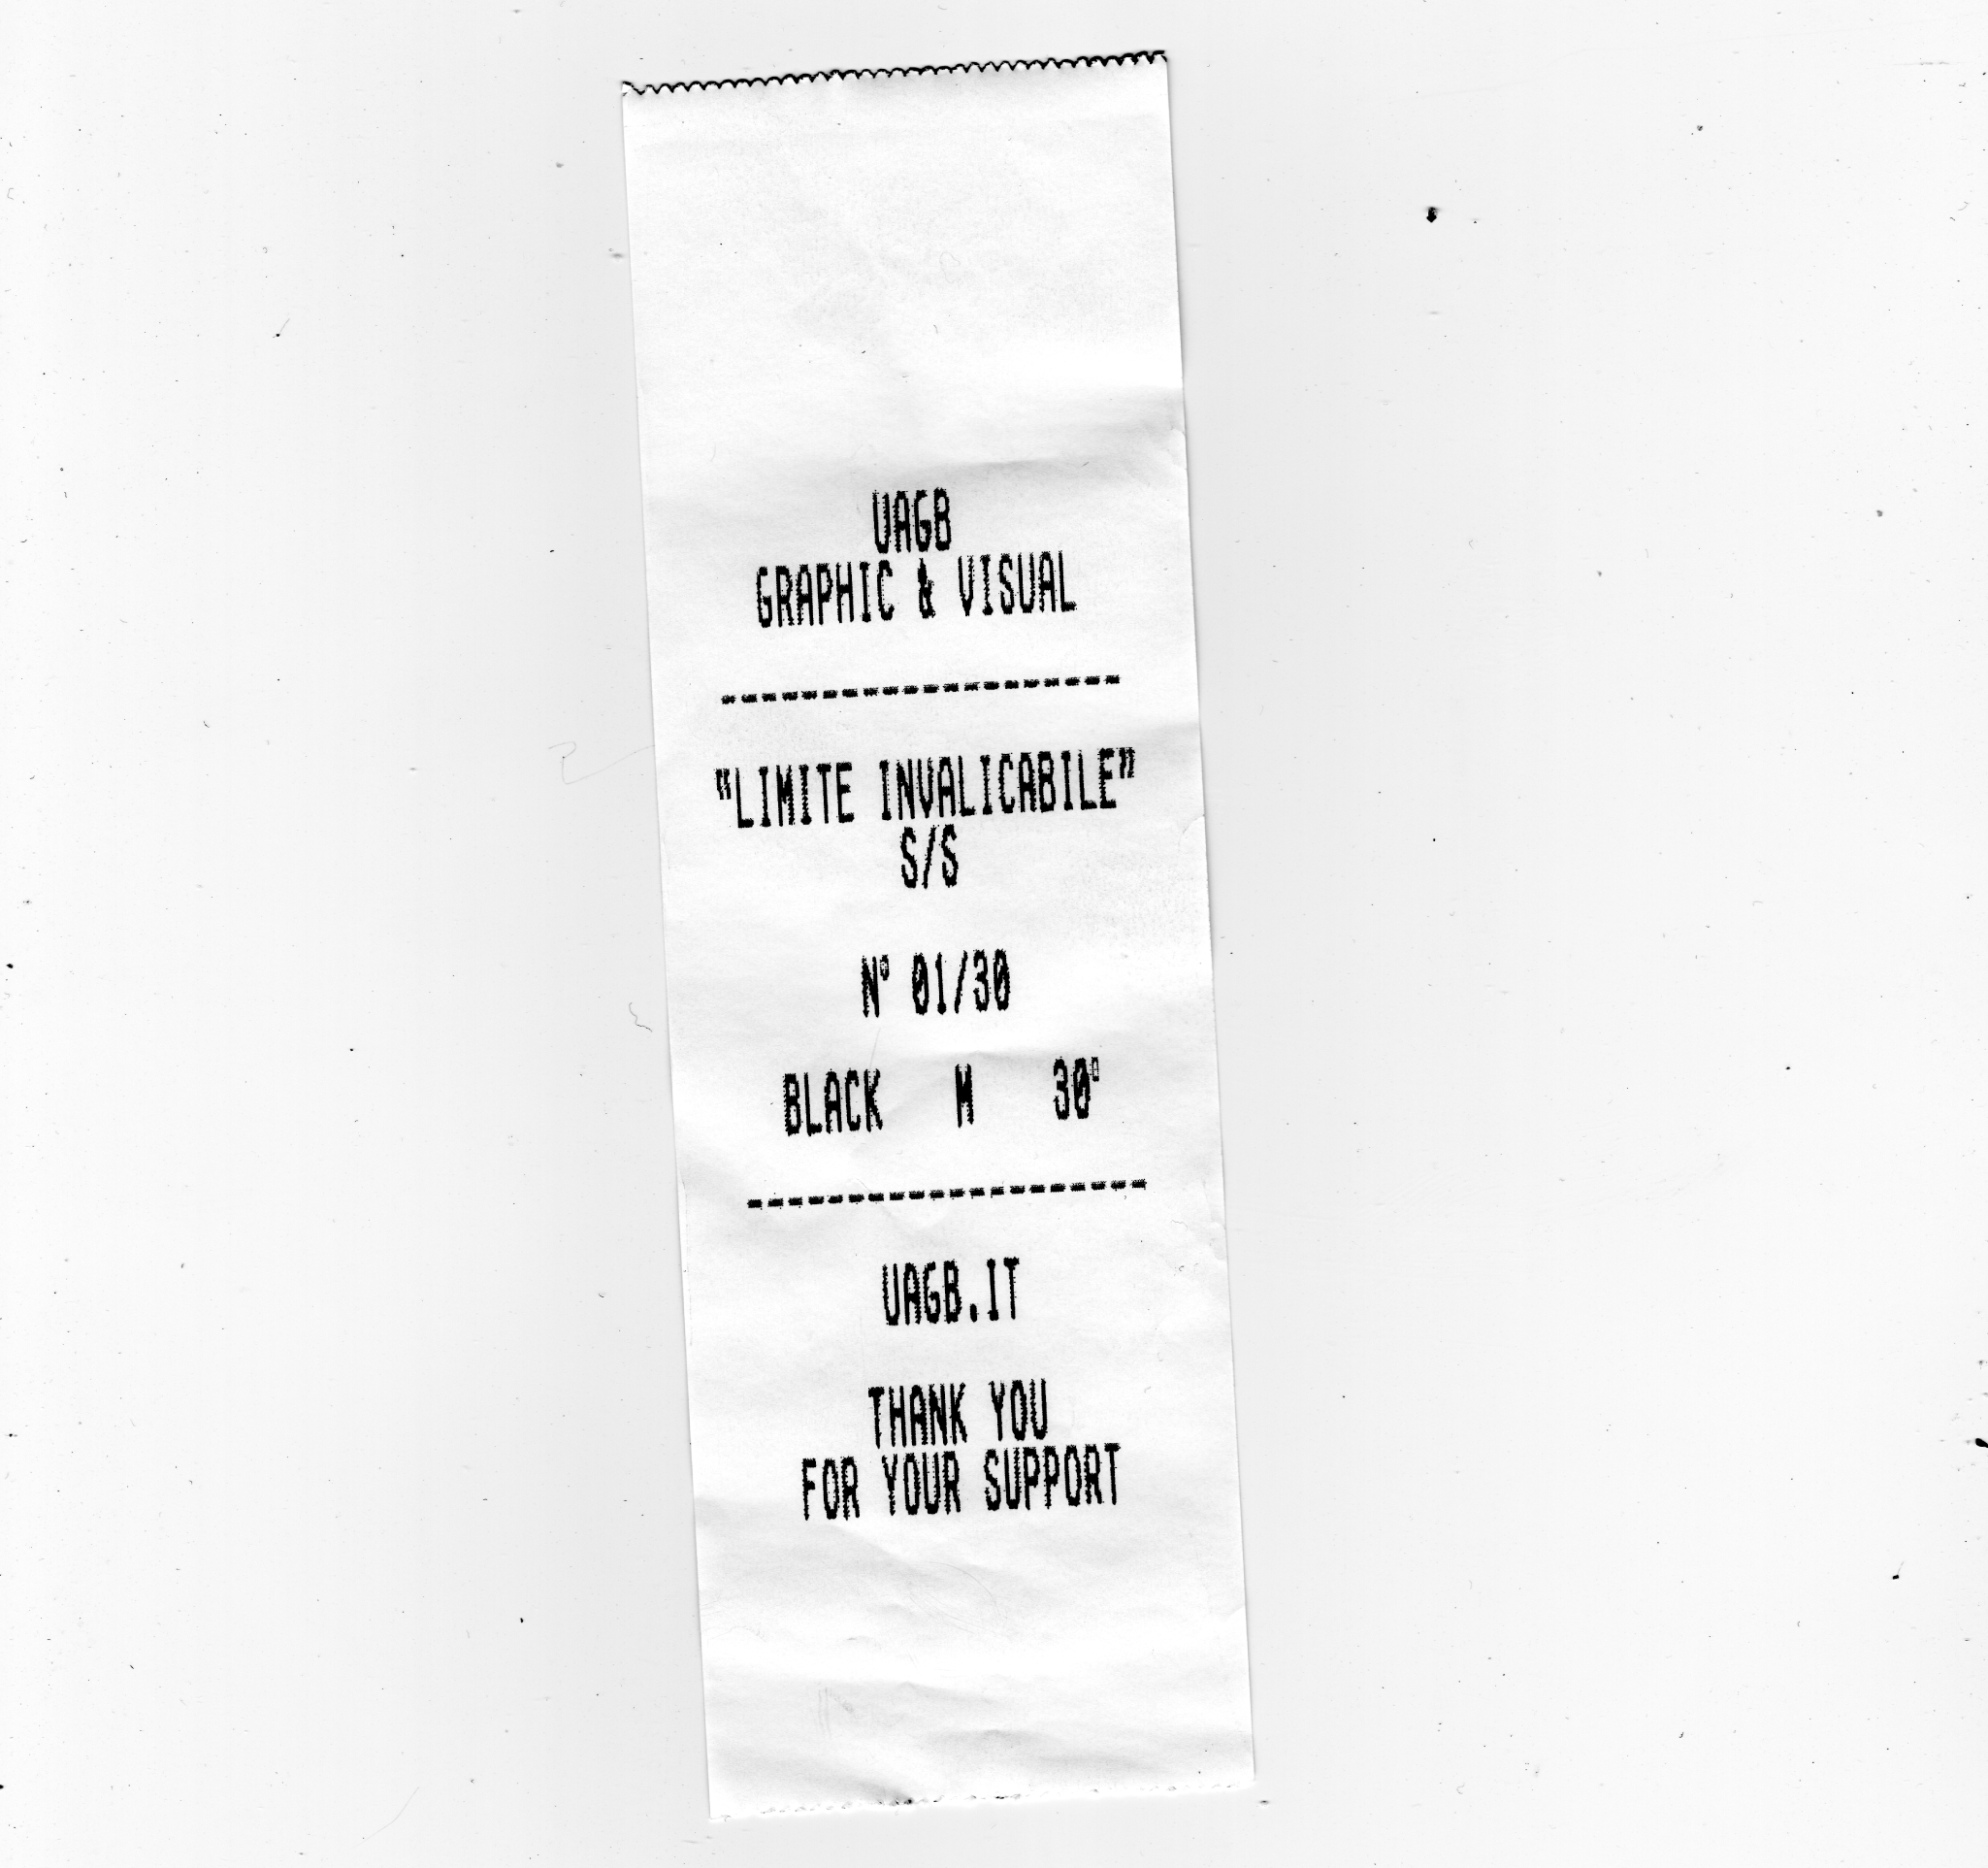 UAGB
GRAPHIC & VISUAL
--------------------
"LIMITE INVALICABILE"
S/S
N° 01/30
BLACK M 30°
--------------------
UAGB.IT
THANK YOU
FOR YOUR SUPPORT